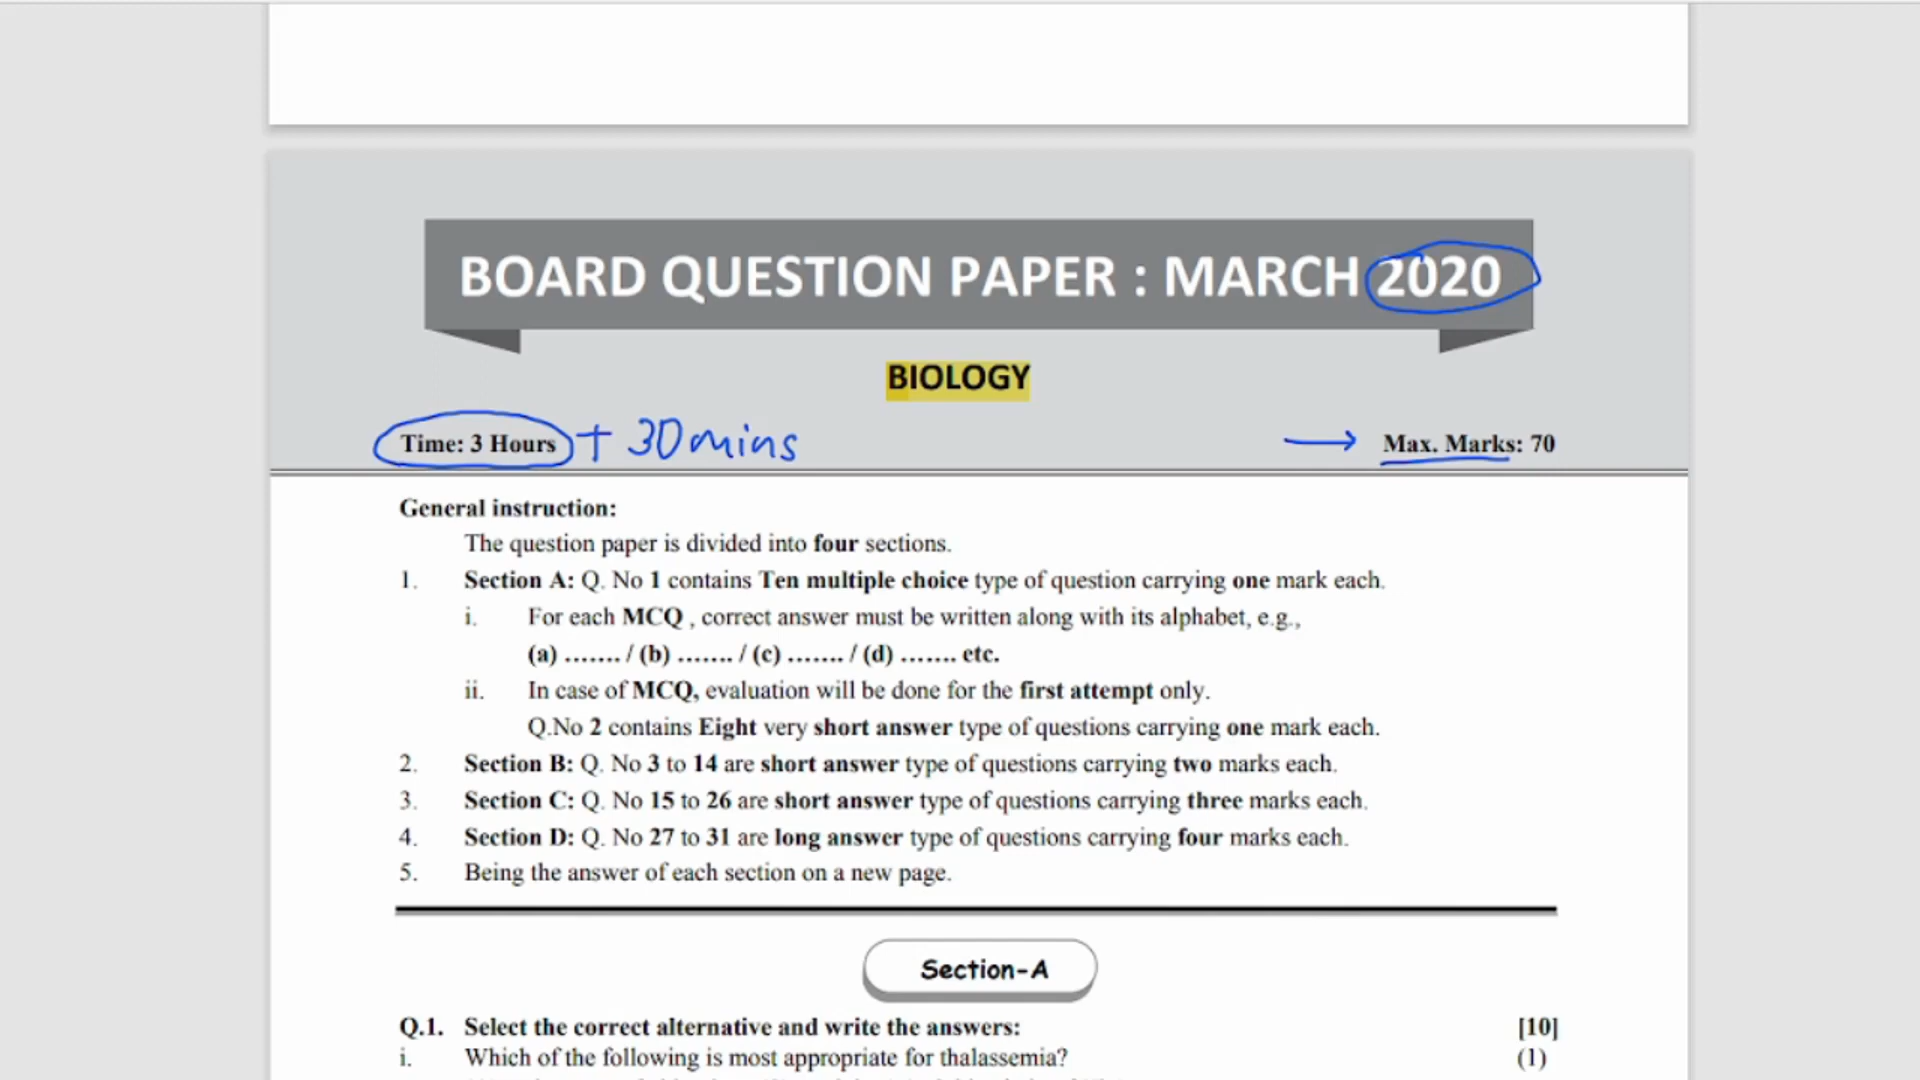 BOARD QUESTION PAPER : MARCH 2020
BIOLOGY
Time: 3 Hours + 30 mins → Max. Marks: 70
General instruction:
The question paper is divided into four sections.
1. Section A: Q. No 1 contains Ten multiple choice type of question carrying one mark each.
i. For each MCQ , correct answer must be written along with its alphabet, e.g.,
(a) ……. / (b) ……. / (c) ……. / (d) ……. etc.
ii. In case of MCQ, evaluation will be done for the first attempt only.
Q.No 2 contains Eight very short answer type of questions carrying one mark each.
2. Section B: Q. No 3 to 14 are short answer type of questions carrying two marks each.
3. Section C: Q. No 15 to 26 are short answer type of questions carrying three marks each.
4. Section D: Q. No 27 to 31 are long answer type of questions carrying four marks each.
5. Being the answer of each section on a new page.
Section-A
Q.1. Select the correct alternative and write the answers: [10]
i. Which of the following is most appropriate for thalassemia? (1)